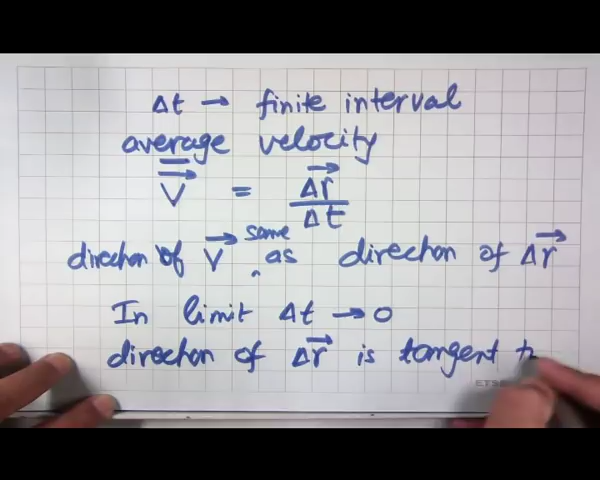 Δt → finite interval
average velocity
V⃗ = Δr⃗ / Δt
direction of V⃗ same as direction of Δr⃗
In limit Δt → 0
direction of Δr⃗ is tangent